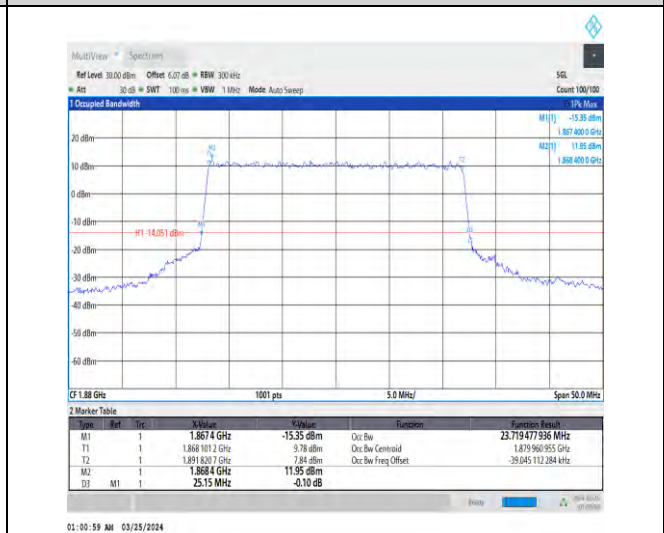 MultiView Spectrum
Ref Level 30.00 dBm Offset 6.07 dB RBW 300 kHz SGL
Att 30 dB SWT 100 ms VBW 1 MHz Mode Auto Sweep Count 100/100
1 Occupied Bandwidth 1Pk Max
M1[1] -15.35 dBm
1.867 400 0 GHz
M2[1] 11.95 dBm
1.868 400 0 GHz
20 dBm
M2
T1
T2
10 dBm
0 dBm
-10 dBm
M1
H1 -14.051 dBm
D3
-20 dBm
-30 dBm
-40 dBm
-50 dBm
-60 dBm
CF 1.88 GHz 1001 pts 5.0 MHz/ Span 50.0 MHz
2 Marker Table
Type Ref Trc X-Value Y-Value Function Function Result
M1 1 1.8674 GHz -15.35 dBm Occ Bw 23.719 477 936 MHz
T1 1 1.868 101 2 GHz 9.78 dBm Occ Bw Centroid 1.879 960 955 GHz
T2 1 1.891 820 7 GHz 7.84 dBm Occ Bw Freq Offset -39.045 112 284 kHz
M2 1 1.8684 GHz 11.95 dBm
D3 M1 1 25.15 MHz -0.10 dB
Ready
01:00:59 AM 03/25/2024